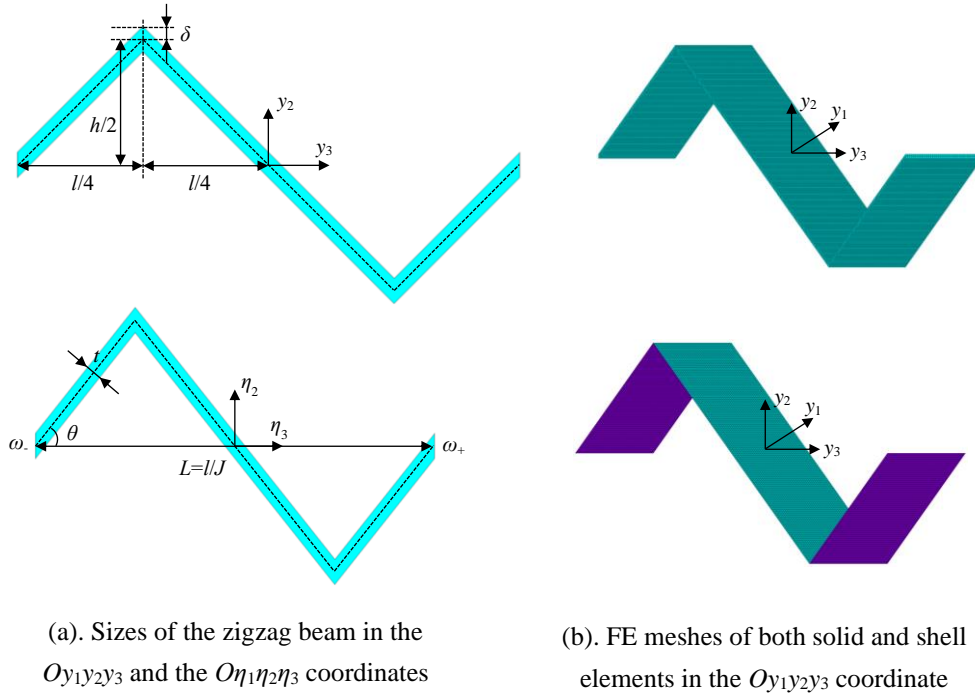 δ
h/2
y₂
y₃
l/4
l/4
t
θ
η₂
η₃
ω₋
ω₊
L=l/J
y₂
y₁
y₃
y₂
y₁
y₃
(a). Sizes of the zigzag beam in the
Oy₁y₂y₃ and the Oη₁η₂η₃ coordinates
(b). FE meshes of both solid and shell
elements in the Oy₁y₂y₃ coordinate